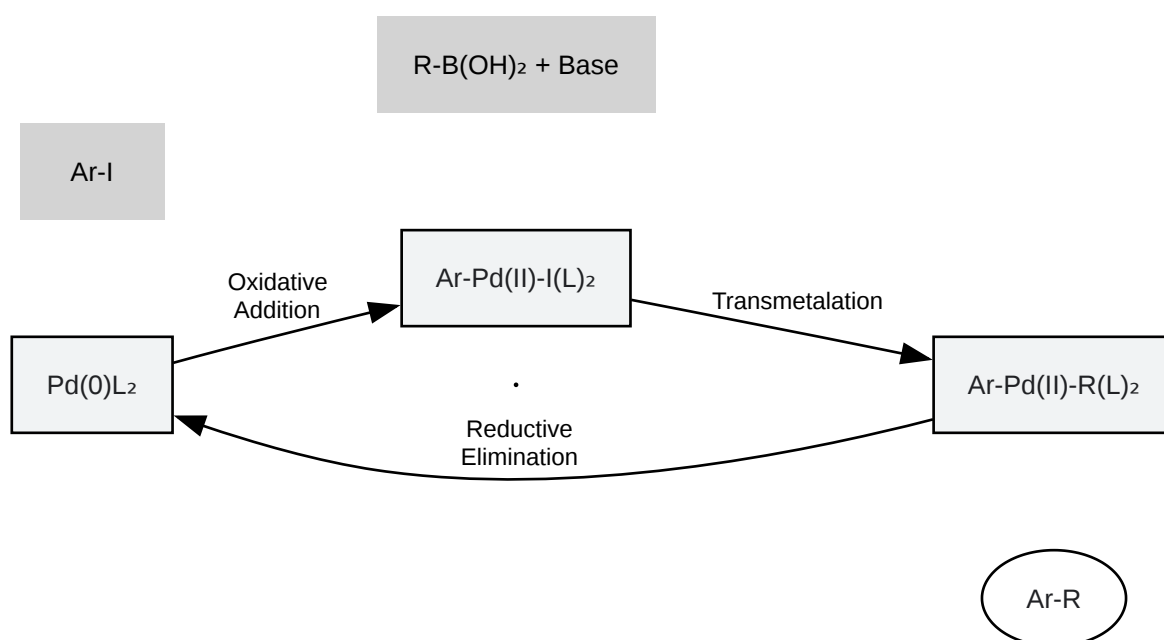 R-B(OH)₂ + Base
Ar-I
Oxidative
Addition
Ar-Pd(II)-I(L)₂
Transmetalation
Pd(0)L₂
Ar-Pd(II)-R(L)₂
.
Reductive
Elimination
Ar-R